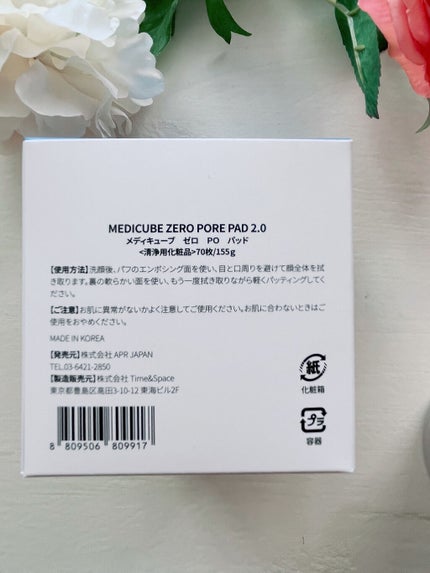 MEDICUBE ZERO PORE PAD 2.0
メディキューブ　ゼロ　PO　パッド
<清浄用化粧品>70枚/155g
【使用方法】洗顔後、パフのエンボシング面を使い、目と口周りを避けて顔全体を拭
き取ります。裏の軟らかい面を使い、もう一度拭き取りながら軽くパッティングしてく
ださい。
【ご注意】お肌に異常がないかよく注意してご使用ください。お肌に合わないときはご
使用をおやめください。
MADE IN KOREA
【発売元】株式会社 APR JAPAN
TEL.03-6421-2850
【製造販売元】株式会社 Time&Space
東京都豊島区高田3-10-12 東海ビル2F
紙
化粧箱
プラ
容器
8 809506 809917